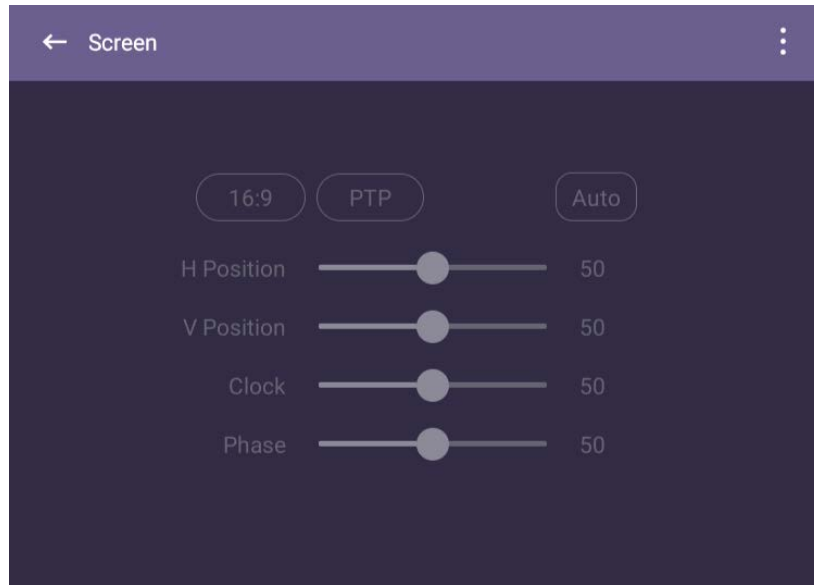 Screen
16:9 PTP Auto
H Position 50
V Position 50
Clock 50
Phase 50